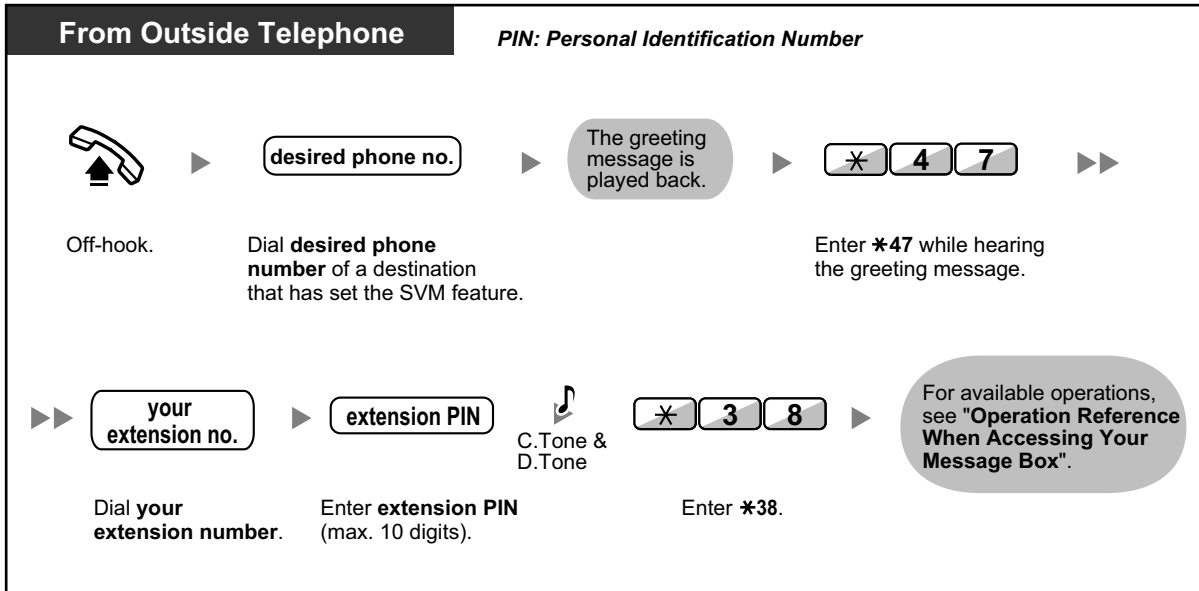 From Outside Telephone
PIN: Personal Identification Number
desired phone no.
The greeting
message is
played back.
* 4 7
Off-hook.
Dial desired phone
number of a destination
that has set the SVM feature.
Enter *47 while hearing
the greeting message.
your
extension no.
extension PIN
C.Tone &
D.Tone
* 3 8
For available operations,
see "Operation Reference
When Accessing Your
Message Box".
Dial your
extension number.
Enter extension PIN
(max. 10 digits).
Enter *38.